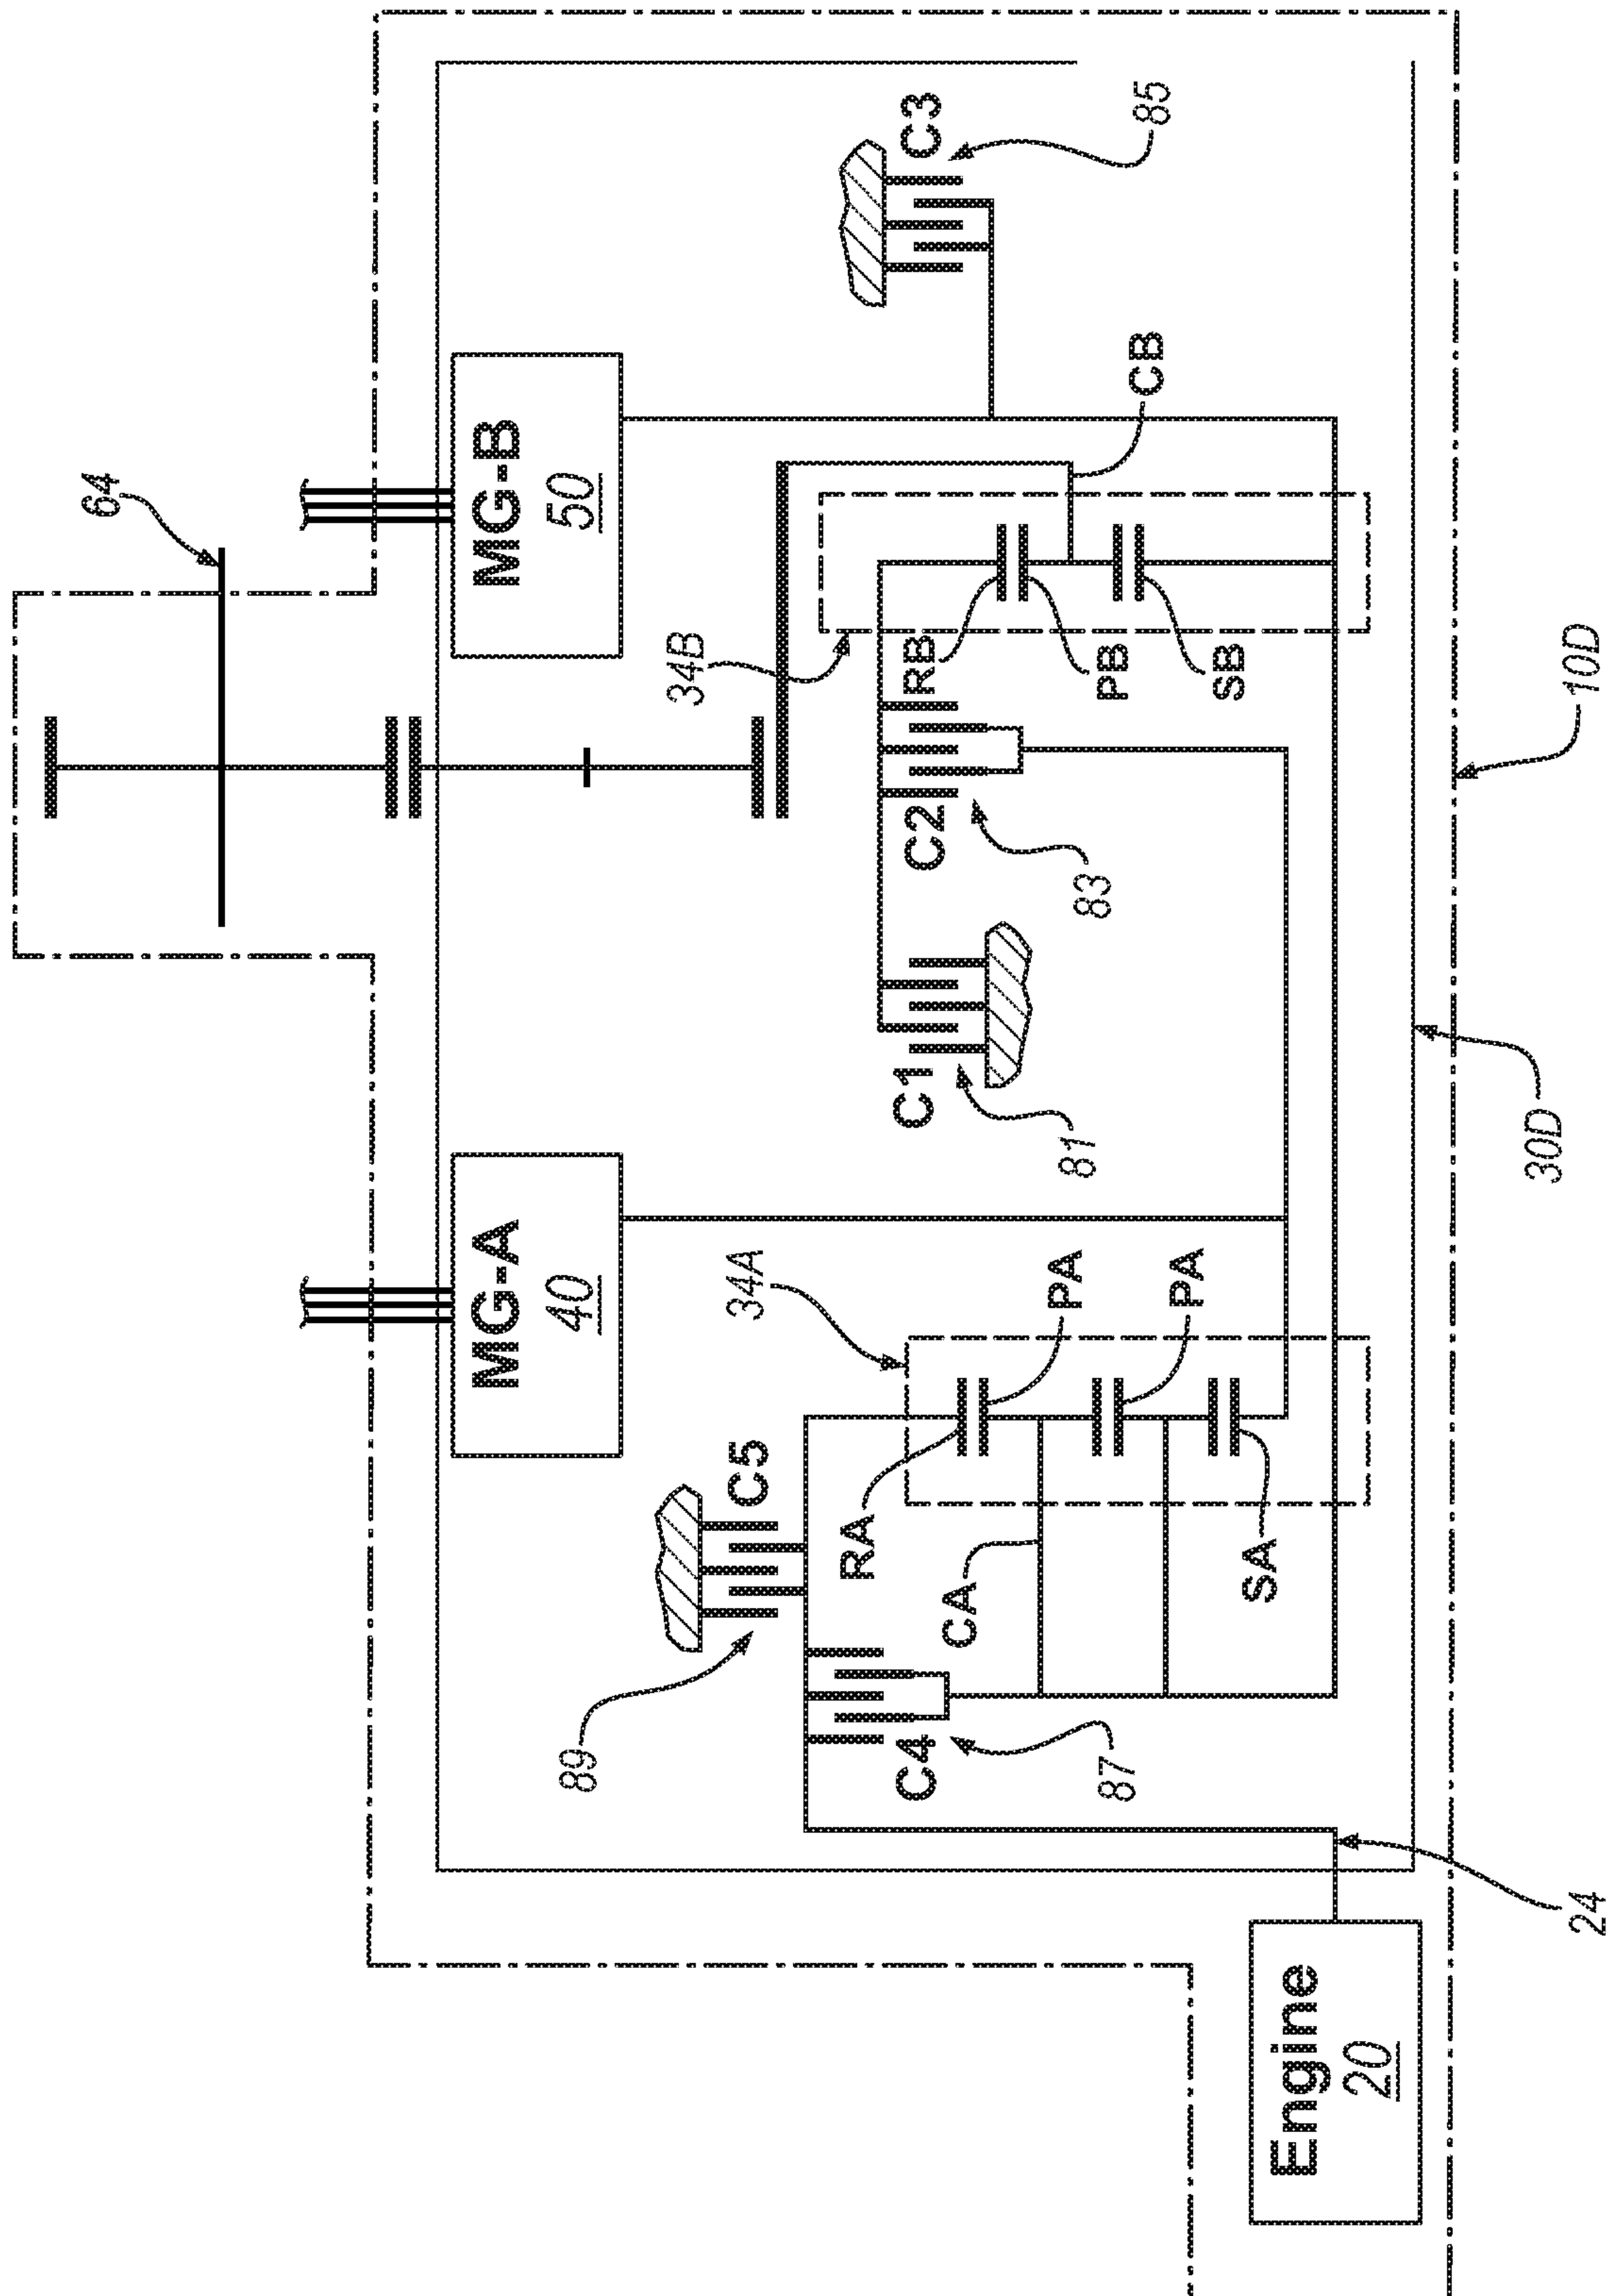 64
MG-B
50
C3
85
CB
34B
RB
PB
SB
C2
83
10D
C1
81
30D
MG-A
40
34A
PA
PA
C5
RA
CA
SA
89
C4
87
24
Engine
20